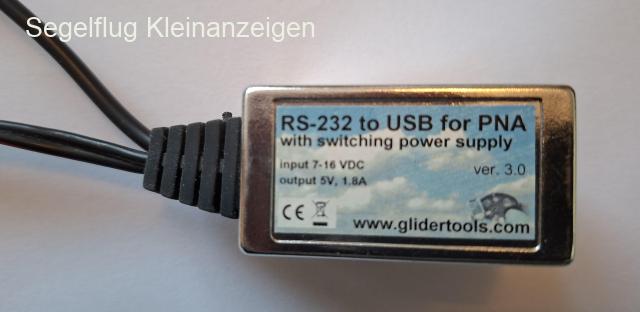 Segelflug Kleinanzeigen
RS-232 to USB for PNA
with switching power supply
input 7-16 VDC
output 5V, 1.8A
ver. 3.0
CE
www.glidertools.com